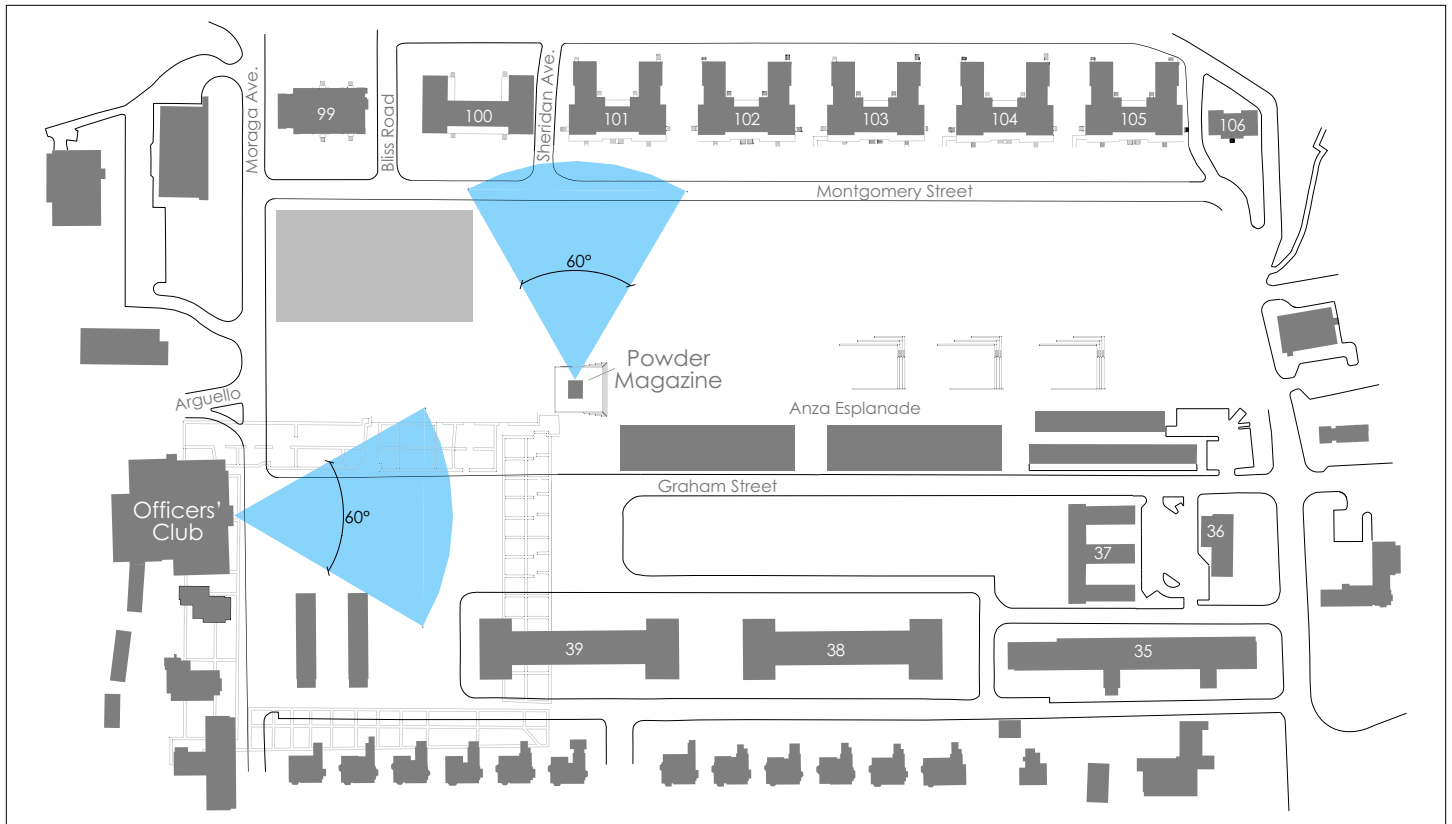 Moraga Ave.
99
Bliss Road
100
Sheridan Ave.
101
102
103
104
105
106
Montgomery Street
60°
Powder
Magazine
Arguello
Anza Esplanade
Graham Street
Officers'
Club
60°
37
36
39
38
35